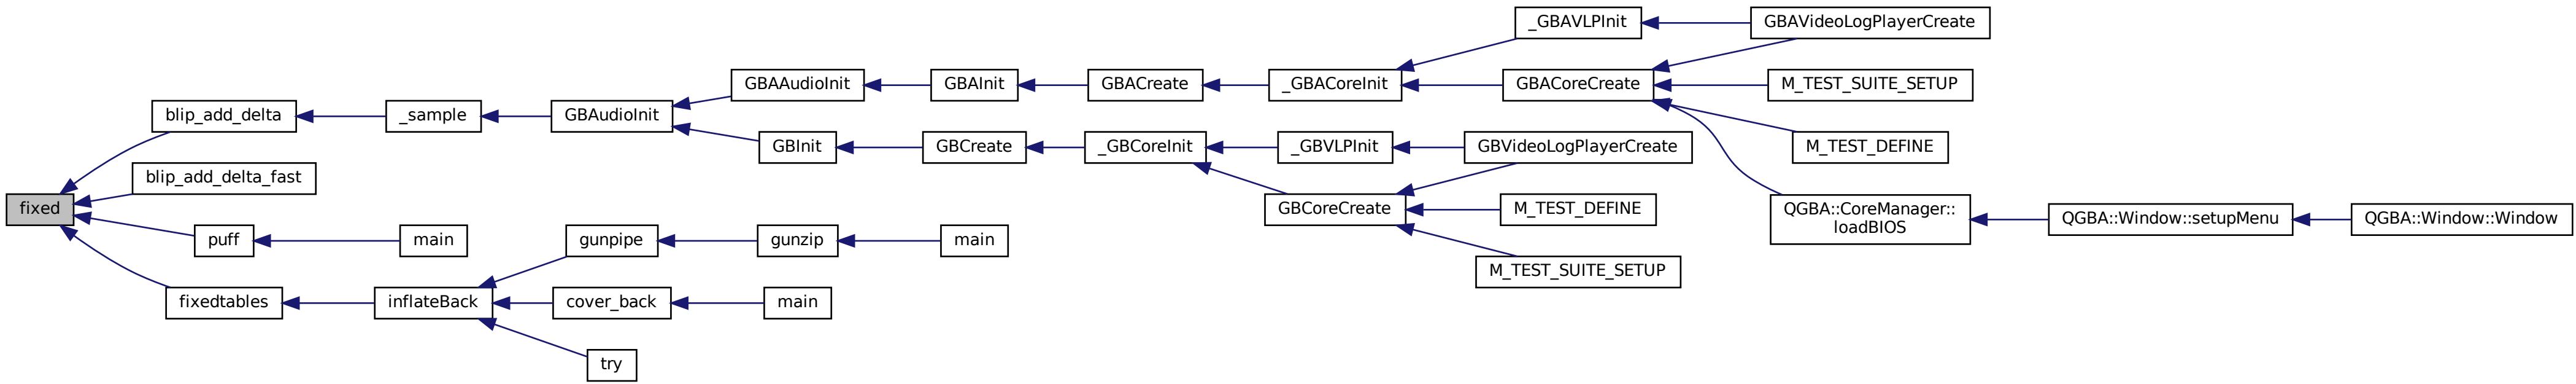 _GBAVLPInit
GBAVideoLogPlayerCreate
GBAAudioInit
GBAInit
GBACreate
_GBACoreInit
GBACoreCreate
M_TEST_SUITE_SETUP
blip_add_delta
_sample
GBAudioInit
GBInit
GBCreate
_GBCoreInit
_GBVLPInit
GBVideoLogPlayerCreate
M_TEST_DEFINE
blip_add_delta_fast
fixed
GBCoreCreate
M_TEST_DEFINE
QGBA::CoreManager::
loadBIOS
QGBA::Window::setupMenu
QGBA::Window::Window
puff
main
gunpipe
gunzip
main
M_TEST_SUITE_SETUP
fixedtables
inflateBack
cover_back
main
try